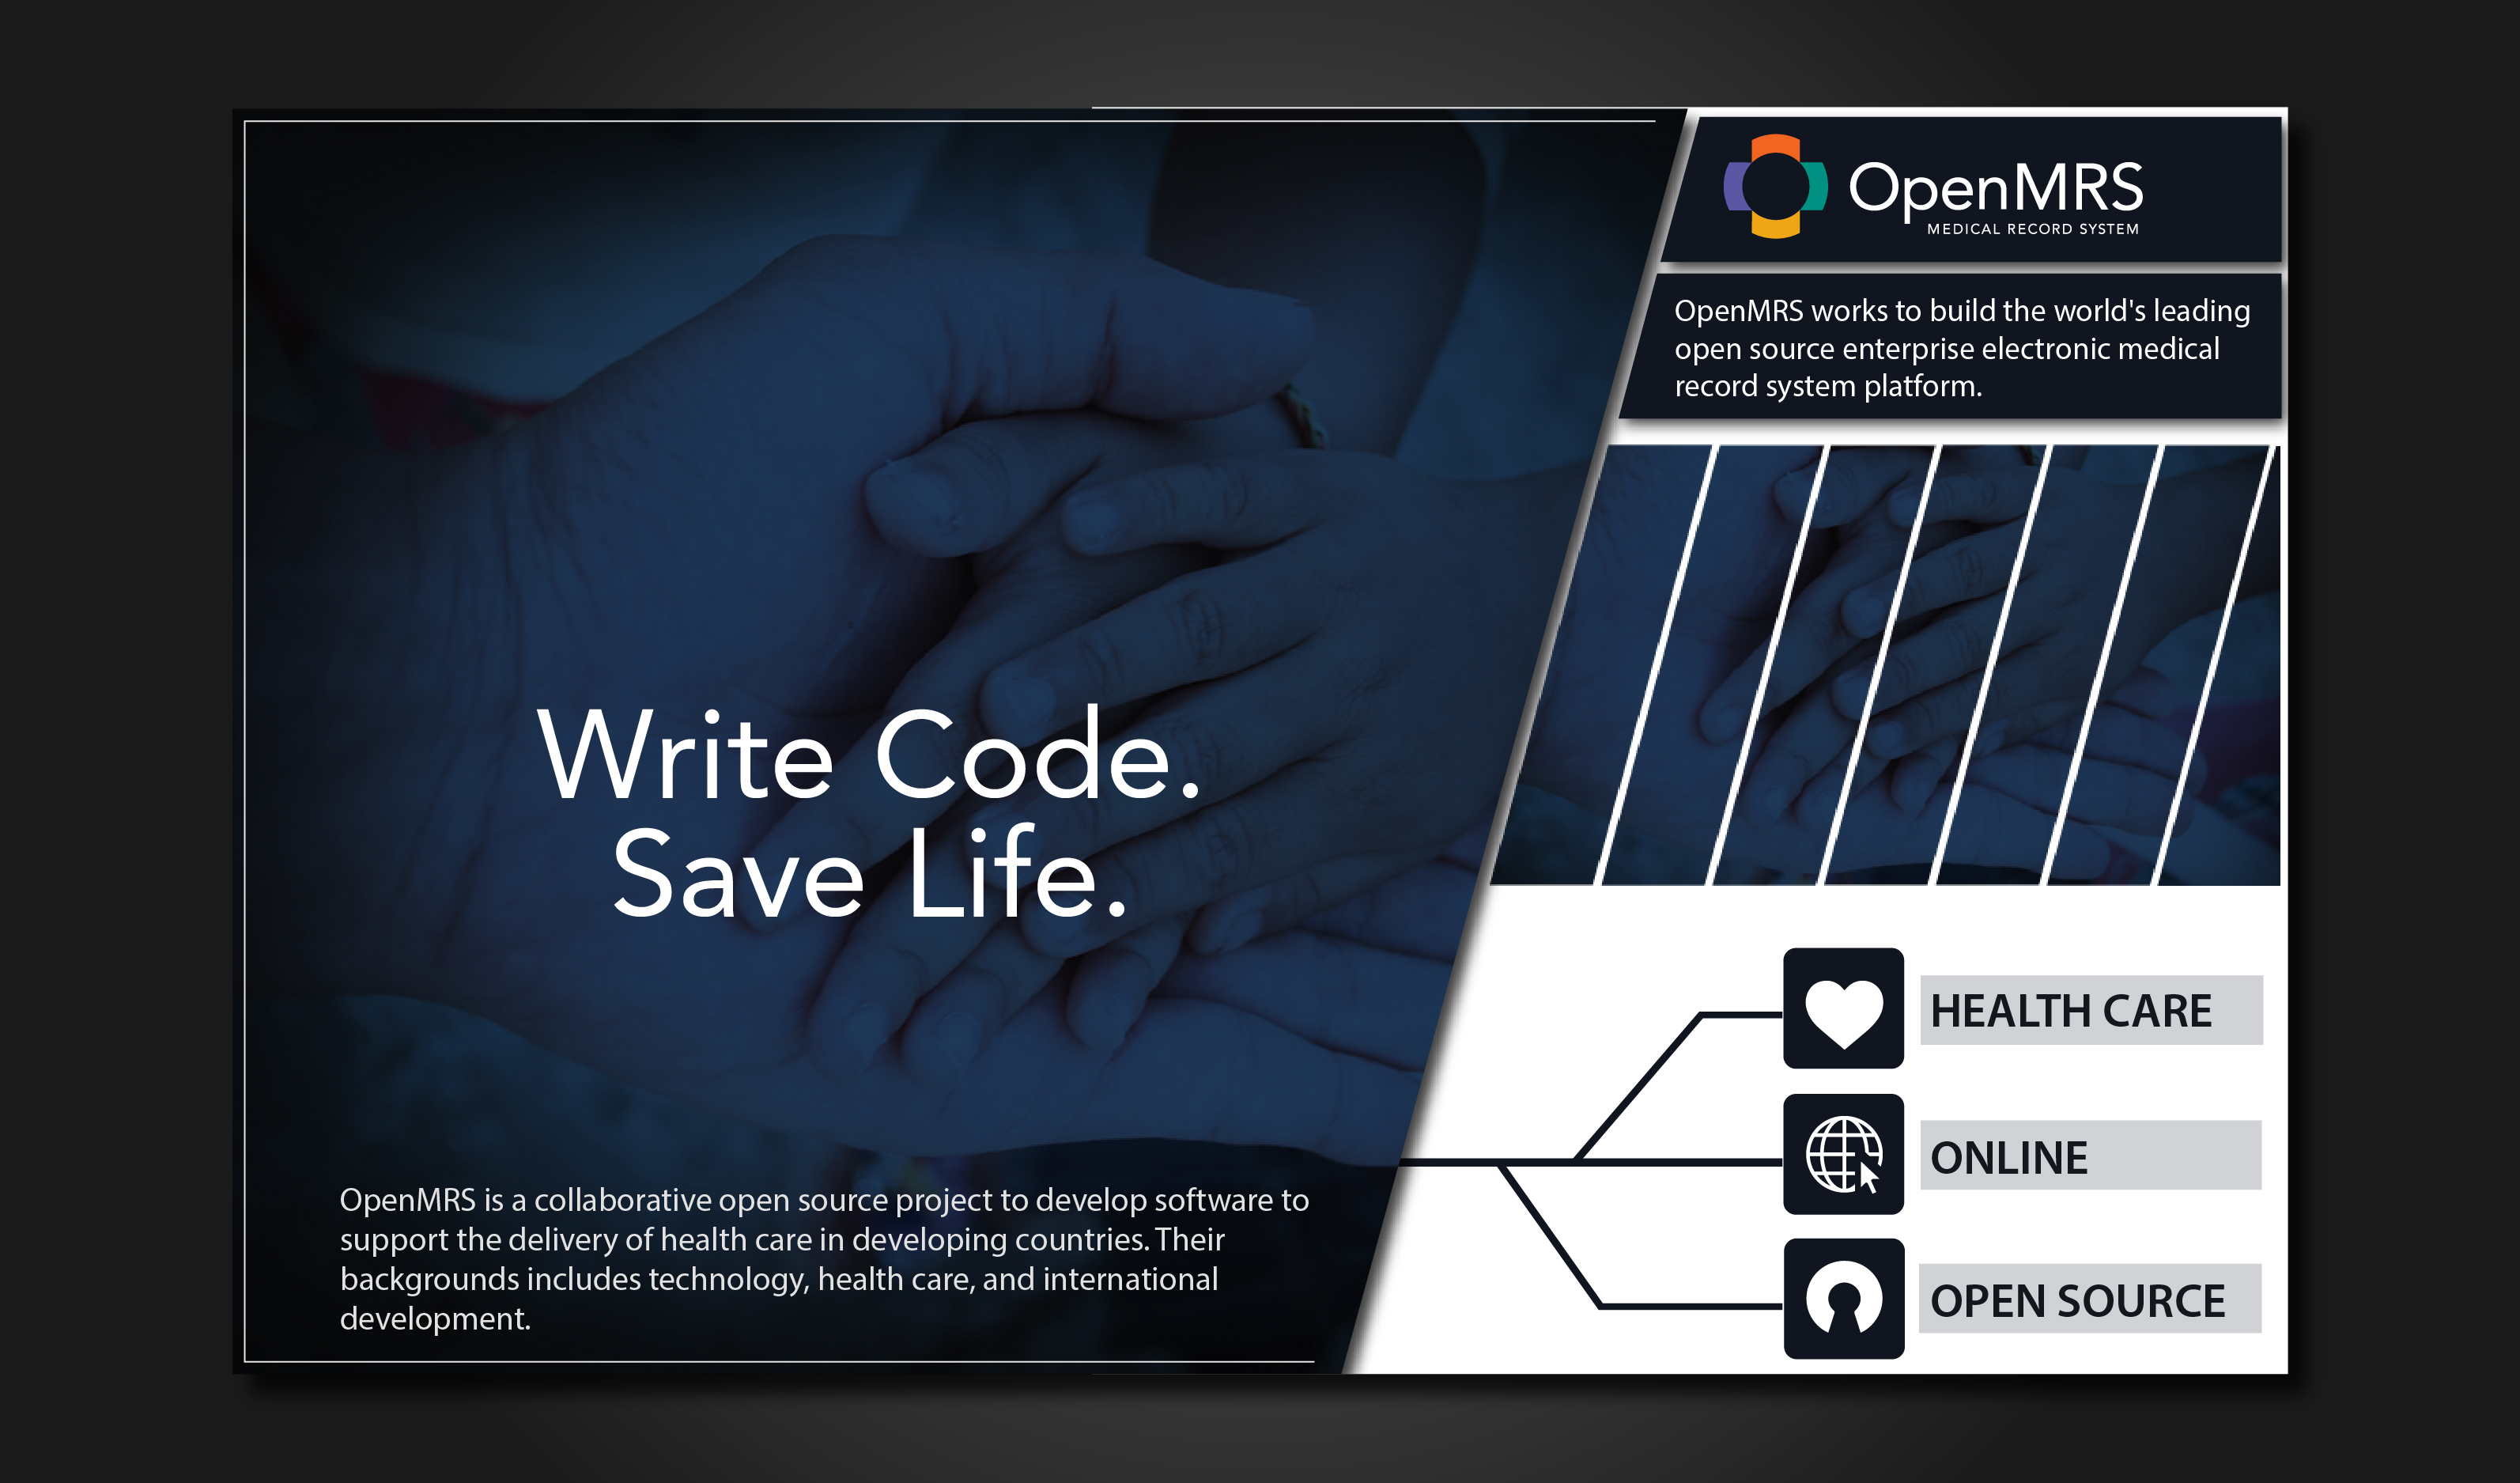 Write Code.
Save Life.
OpenMRS is a collaborative open source project to develop software to
support the delivery of health care in developing countries. Their
backgrounds includes technology, health care, and international
development.
OpenMRS
MEDICAL RECORD SYSTEM
OpenMRS works to build the world's leading
open source enterprise electronic medical
record system platform.
HEALTH CARE
ONLINE
OPEN SOURCE